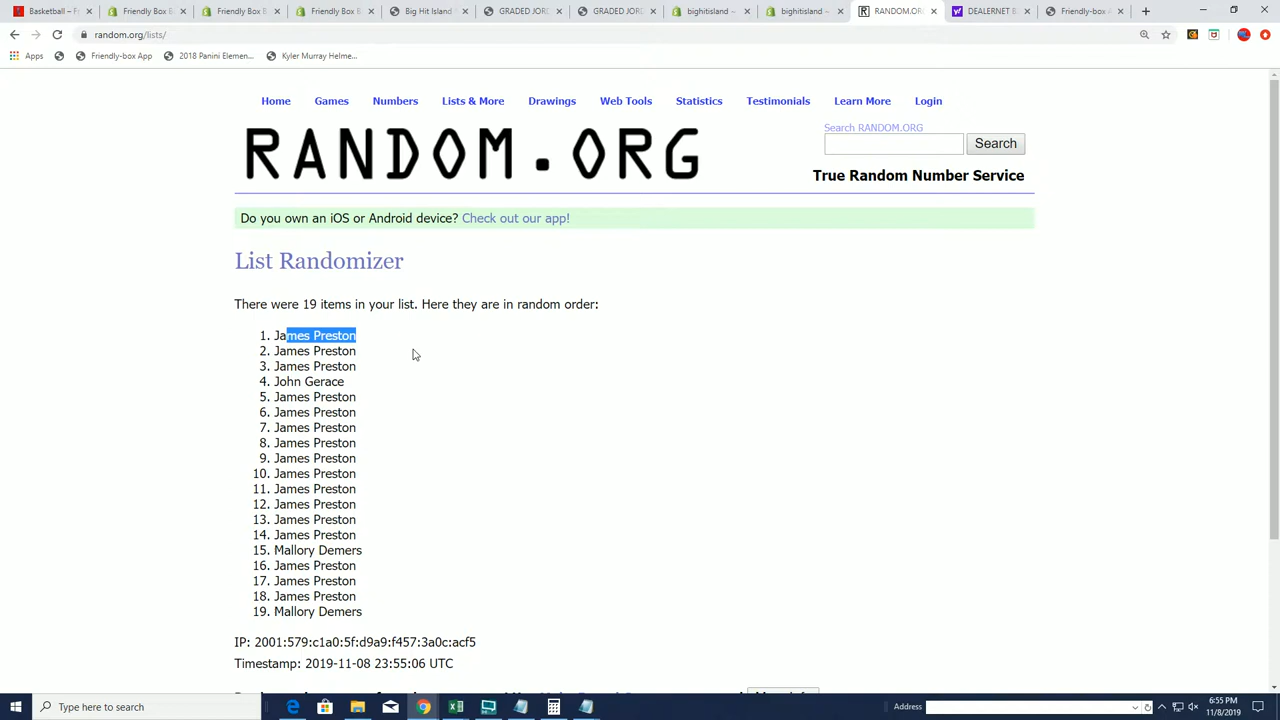 Basketball – F
Friendly Box B
Friendly Box B
Friendly Box B
Big Hit Island
GRADED JORD
GRADED JORD
bighitisland –
bighitisland –
RANDOM.ORG
DEALERNET B
Friendly-box A
random.org/lists/
Apps
Friendly-box App
2018 Panini Elemen...
Kyler Murray Helme...
Home
Games
Numbers
Lists & More
Drawings
Web Tools
Statistics
Testimonials
Learn More
Login
RANDOM.ORG
Search RANDOM.ORG
Search
True Random Number Service
Do you own an iOS or Android device? Check out our app!
List Randomizer
There were 19 items in your list. Here they are in random order:
1. James Preston
2. James Preston
3. James Preston
4. John Gerace
5. James Preston
6. James Preston
7. James Preston
8. James Preston
9. James Preston
10. James Preston
11. James Preston
12. James Preston
13. James Preston
14. James Preston
15. Mallory Demers
16. James Preston
17. James Preston
18. James Preston
19. Mallory Demers
IP: 2001:579:c1a0:5f:d9a9:f457:3a0c:acf5
Timestamp: 2019-11-08 23:55:06 UTC
Type here to search
Address
6:55 PM
11/8/2019